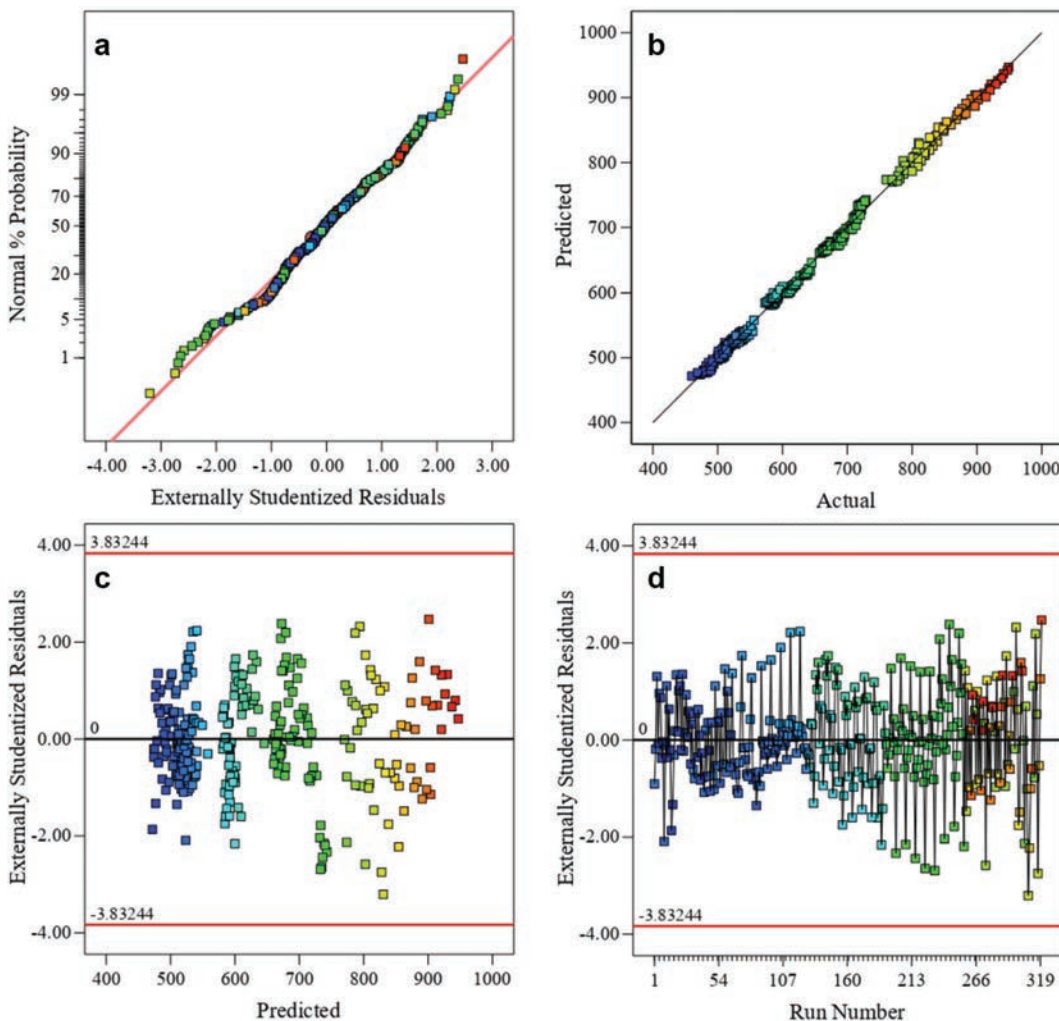 a
Normal % Probability
99
90
70
50
20
5
1
-4.00 -3.00 -2.00 -1.00 0.00 1.00 2.00 3.00
Externally Studentized Residuals
b
Predicted
1000
900
800
700
600
500
400
400 500 600 700 800 900 1000
Actual
c
Externally Studentized Residuals
4.00
2.00
0.00
-2.00
-4.00
3.83244
0
-3.83244
400 500 600 700 800 900 1000
Predicted
d
Externally Studentized Residuals
4.00
2.00
0.00
-2.00
-4.00
3.83244
0
-3.83244
1 54 107 160 213 266 319
Run Number